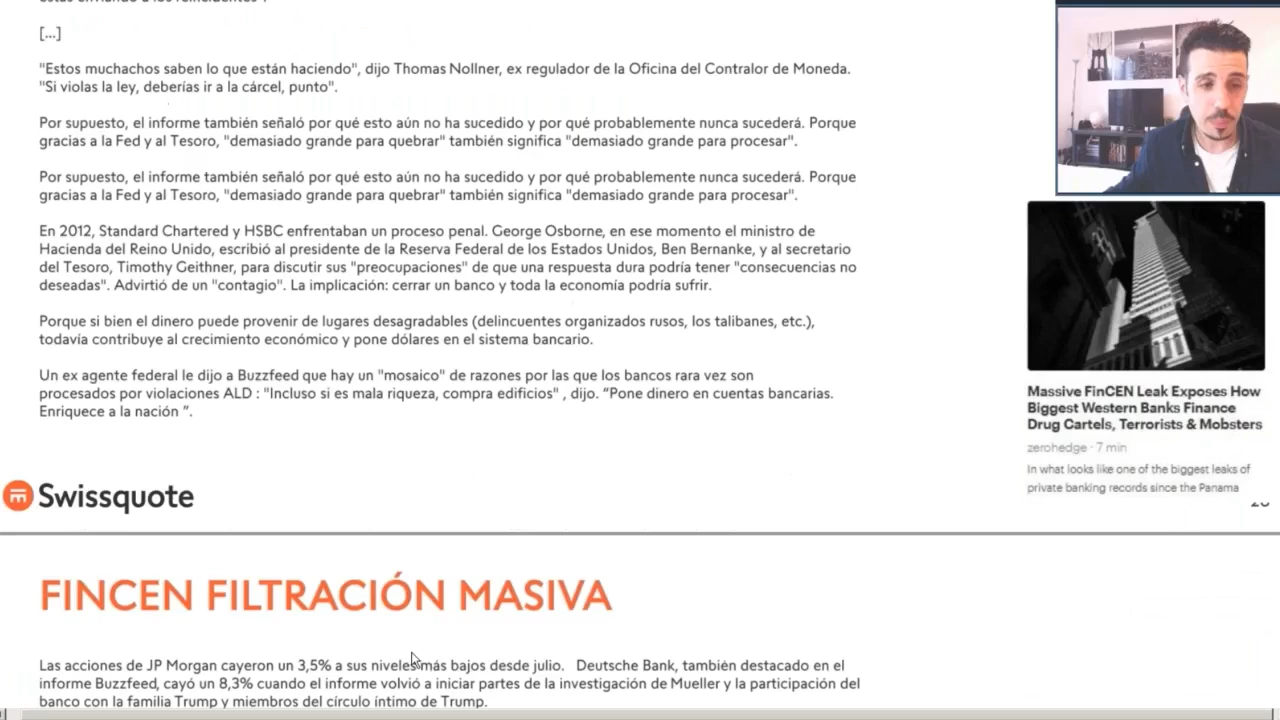 [...]
"Estos muchachos saben lo que están haciendo", dijo Thomas Nollner, ex regulador de la Oficina del Contralor de Moneda.
"Si violas la ley, deberías ir a la cárcel, punto".
Por supuesto, el informe también señaló por qué esto aún no ha sucedido y por qué probablemente nunca sucederá. Porque
gracias a la Fed y al Tesoro, "demasiado grande para quebrar" también significa "demasiado grande para procesar".
Por supuesto, el informe también señaló por qué esto aún no ha sucedido y por qué probablemente nunca sucederá. Porque
gracias a la Fed y al Tesoro, "demasiado grande para quebrar" también significa "demasiado grande para procesar".
En 2012, Standard Chartered y HSBC enfrentaban un proceso penal. George Osborne, en ese momento el ministro de
Hacienda del Reino Unido, escribió al presidente de la Reserva Federal de los Estados Unidos, Ben Bernanke, y al secretario
del Tesoro, Timothy Geithner, para discutir sus "preocupaciones" de que una respuesta dura podría tener "consecuencias no
deseadas". Advirtió de un "contagio". La implicación: cerrar un banco y toda la economía podría sufrir.
Porque si bien el dinero puede provenir de lugares desagradables (delincuentes organizados rusos, los talibanes, etc.),
todavía contribuye al crecimiento económico y pone dólares en el sistema bancario.
Un ex agente federal le dijo a Buzzfeed que hay un "mosaico" de razones por las que los bancos rara vez son
procesados por violaciones ALD : "Incluso si es mala riqueza, compra edificios" , dijo. “Pone dinero en cuentas bancarias.
Enriquece a la nación ”.
Massive FinCEN Leak Exposes How
Biggest Western Banks Finance
Drug Cartels, Terrorists & Mobsters
zerohedge · 7 min
In what looks like one of the biggest leaks of
private banking records since the Panama
Swissquote
FINCEN FILTRACIÓN MASIVA
Las acciones de JP Morgan cayeron un 3,5% a sus niveles más bajos desde julio. Deutsche Bank, también destacado en el
informe Buzzfeed, cayó un 8,3% cuando el informe volvió a iniciar partes de la investigación de Mueller y la participación del
banco con la familia Trump y miembros del círculo íntimo de Trump.